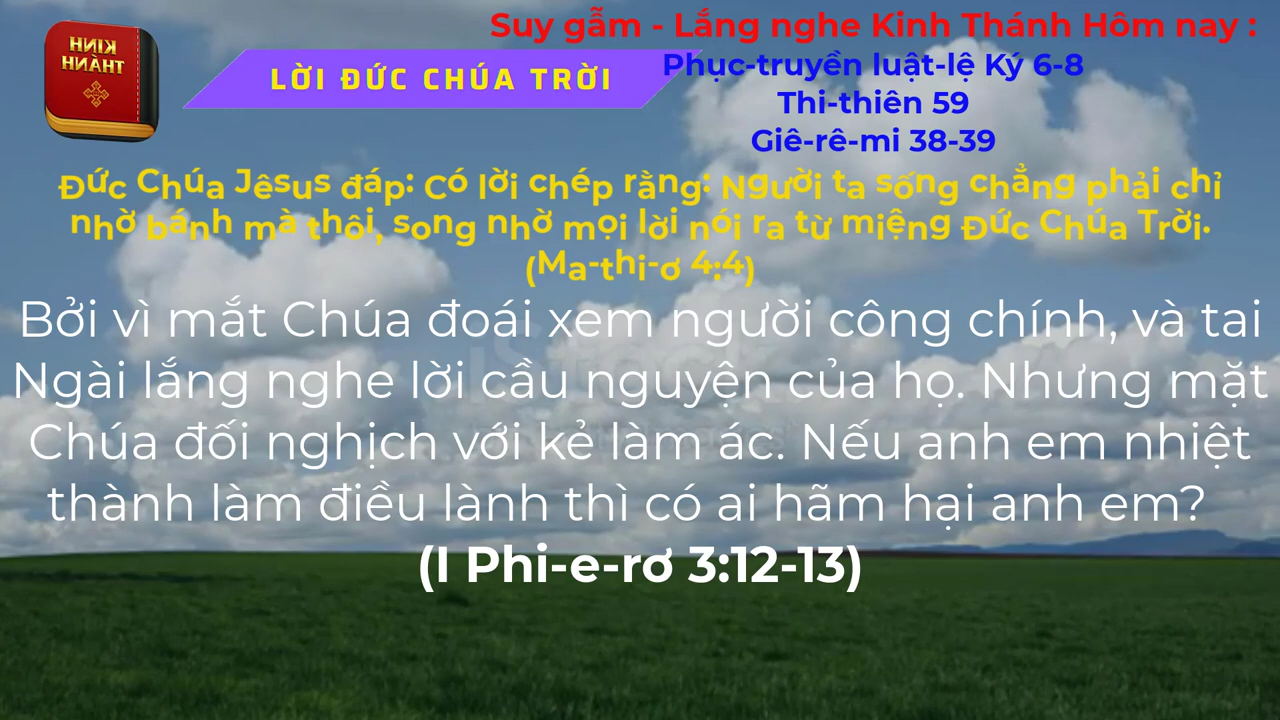 Suy gẫm - Lắng nghe Kinh Thánh Hôm nay :
KINH
THÁNH
LỜI ĐỨC CHÚA TRỜI
Phục-truyền luật-lệ Ký 6-8
Thi-thiên 59
Giê-rê-mi 38-39
Đức Chúa Jêsus đáp: Có lời chép rằng: Người ta sống chẳng phải chỉ
nhờ bánh mà thôi, song nhờ mọi lời nói ra từ miệng Đức Chúa Trời.
(Ma-thi-ơ 4:4)
Bởi vì mắt Chúa đoái xem người công chính, và tai
Ngài lắng nghe lời cầu nguyện của họ. Nhưng mặt
Chúa đối nghịch với kẻ làm ác. Nếu anh em nhiệt
thành làm điều lành thì có ai hãm hại anh em?
(I Phi-e-rơ 3:12-13)